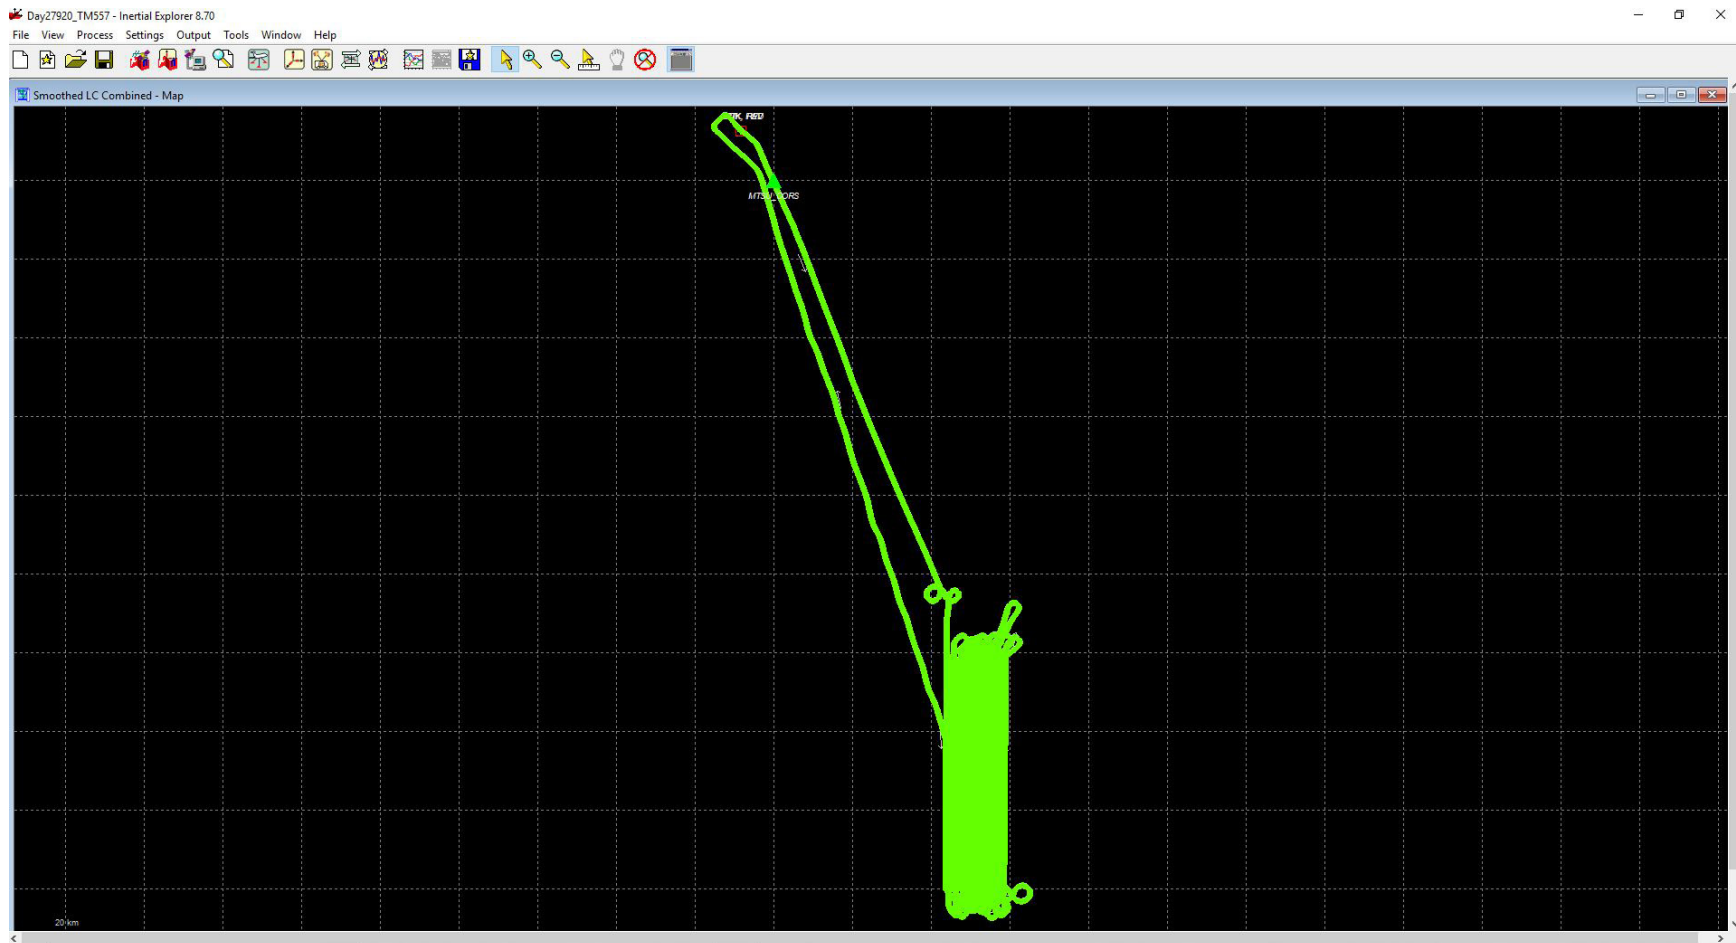 Day27920_TM557 - Inertial Explorer 8.70
File View Process Settings Output Tools Window Help
Smoothed LC Combined - Map
MTSU_CORS
20 km